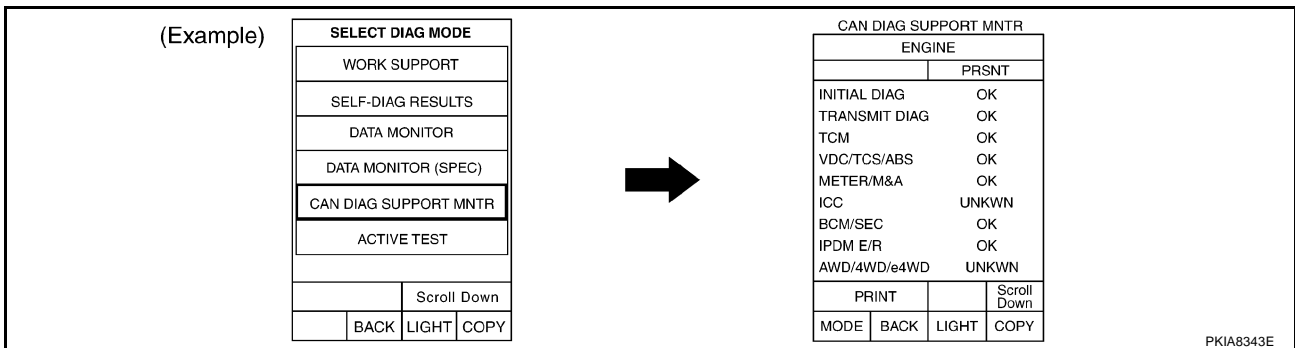 (Example)
SELECT DIAG MODE
WORK SUPPORT
SELF-DIAG RESULTS
DATA MONITOR
DATA MONITOR (SPEC)
CAN DIAG SUPPORT MNTR
ACTIVE TEST
Scroll Down
BACK LIGHT COPY
CAN DIAG SUPPORT MNTR
ENGINE
PRSNT
INITIAL DIAG OK
TRANSMIT DIAG OK
TCM OK
VDC/TCS/ABS OK
METER/M&A OK
ICC UNKWN
BCM/SEC OK
IPDM E/R OK
AWD/4WD/e4WD UNKWN
PRINT Scroll
Down
MODE BACK LIGHT COPY
PKIA8343E